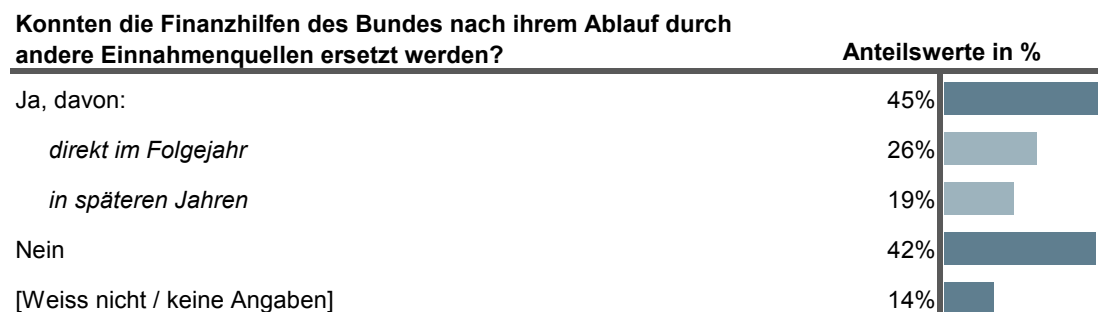 Konnten die Finanzhilfen des Bundes nach ihrem Ablauf durch
andere Einnahmenquellen ersetzt werden? Anteilswerte in %
Ja, davon: 45%
direkt im Folgejahr 26%
in späteren Jahren 19%
Nein 42%
[Weiss nicht / keine Angaben] 14%